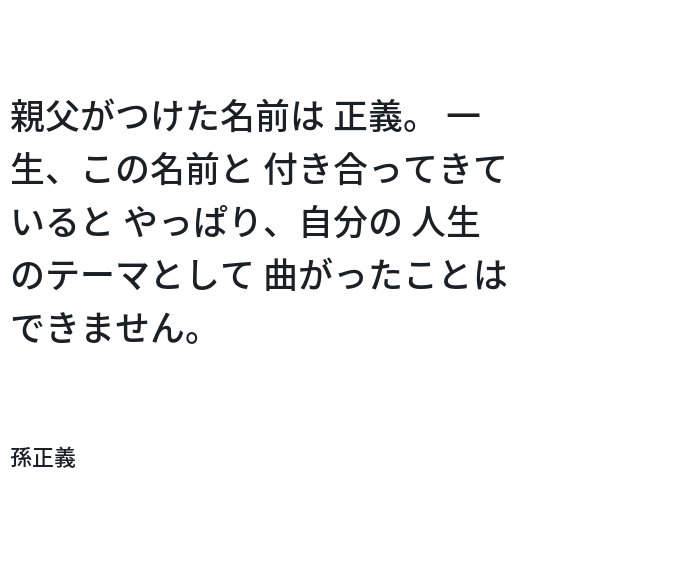 親父がつけた名前は 正義。 一
生、この名前と 付き合ってきて
いると やっぱり、自分の 人生
のテーマとして 曲がったことは
できません。
孫正義